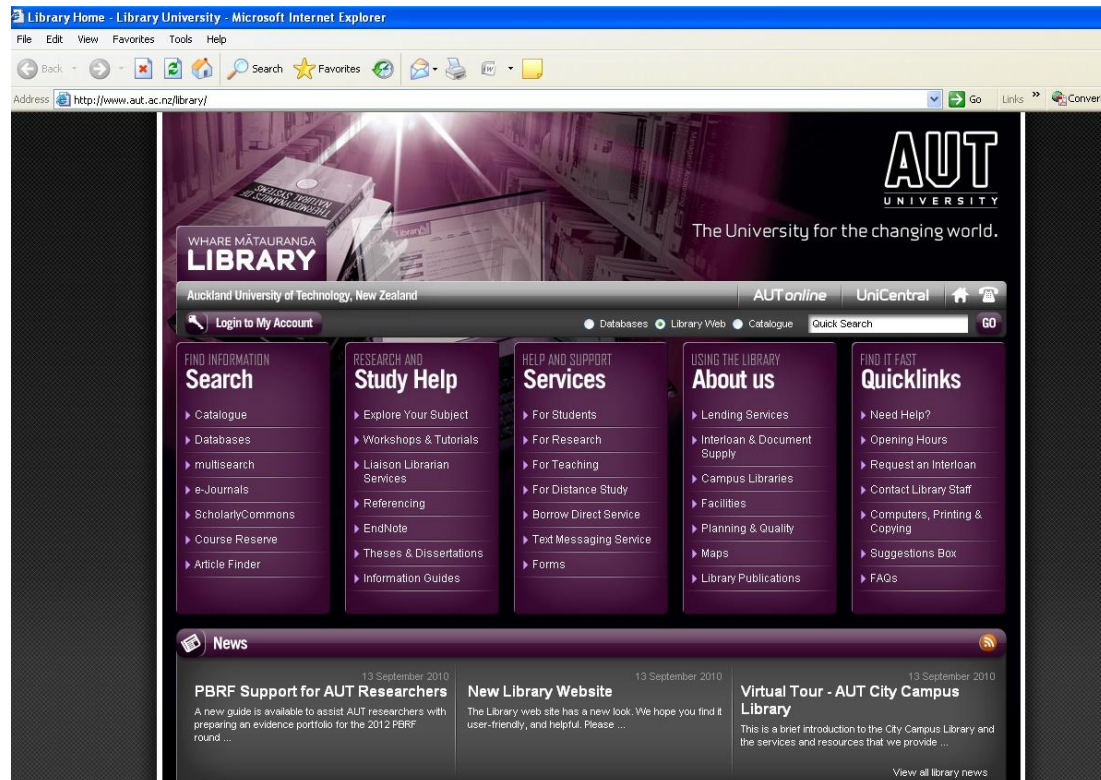 Library Home - Library University - Microsoft Internet Explorer
File Edit View Favorites Tools Help
Back Search Favorites
Address http://www.aut.ac.nz/library/ Go Links » Conver
THERMODYNAMICS OF
NATURAL
SYSTEMS
Library
AUT
UNIVERSITY
The University for the changing world.
WHARE MĀTAURANGA
LIBRARY
Auckland University of Technology, New Zealand
AUTonline UniCentral
Login to My Account
Databases Library Web Catalogue Quick Search GO
FIND INFORMATION
Search
Catalogue
Databases
multisearch
e-Journals
ScholarlyCommons
Course Reserve
Article Finder
RESEARCH AND
Study Help
Explore Your Subject
Workshops & Tutorials
Liaison Librarian
Services
Referencing
EndNote
Theses & Dissertations
Information Guides
HELP AND SUPPORT
Services
For Students
For Research
For Teaching
For Distance Study
Borrow Direct Service
Text Messaging Service
Forms
USING THE LIBRARY
About us
Lending Services
Interloan & Document
Supply
Campus Libraries
Facilities
Planning & Quality
Maps
Library Publications
FIND IT FAST
Quicklinks
Need Help?
Opening Hours
Request an Interloan
Contact Library Staff
Computers, Printing &
Copying
Suggestions Box
FAQs
News
13 September 2010
PBRF Support for AUT Researchers
A new guide is available to assist AUT researchers with
preparing an evidence portfolio for the 2012 PBRF
round ...
13 September 2010
New Library Website
The Library web site has a new look. We hope you find it
user-friendly, and helpful. Please ...
13 September 2010
Virtual Tour - AUT City Campus
Library
This is a brief introduction to the City Campus Library and
the services and resources that we provide ...
View all library news